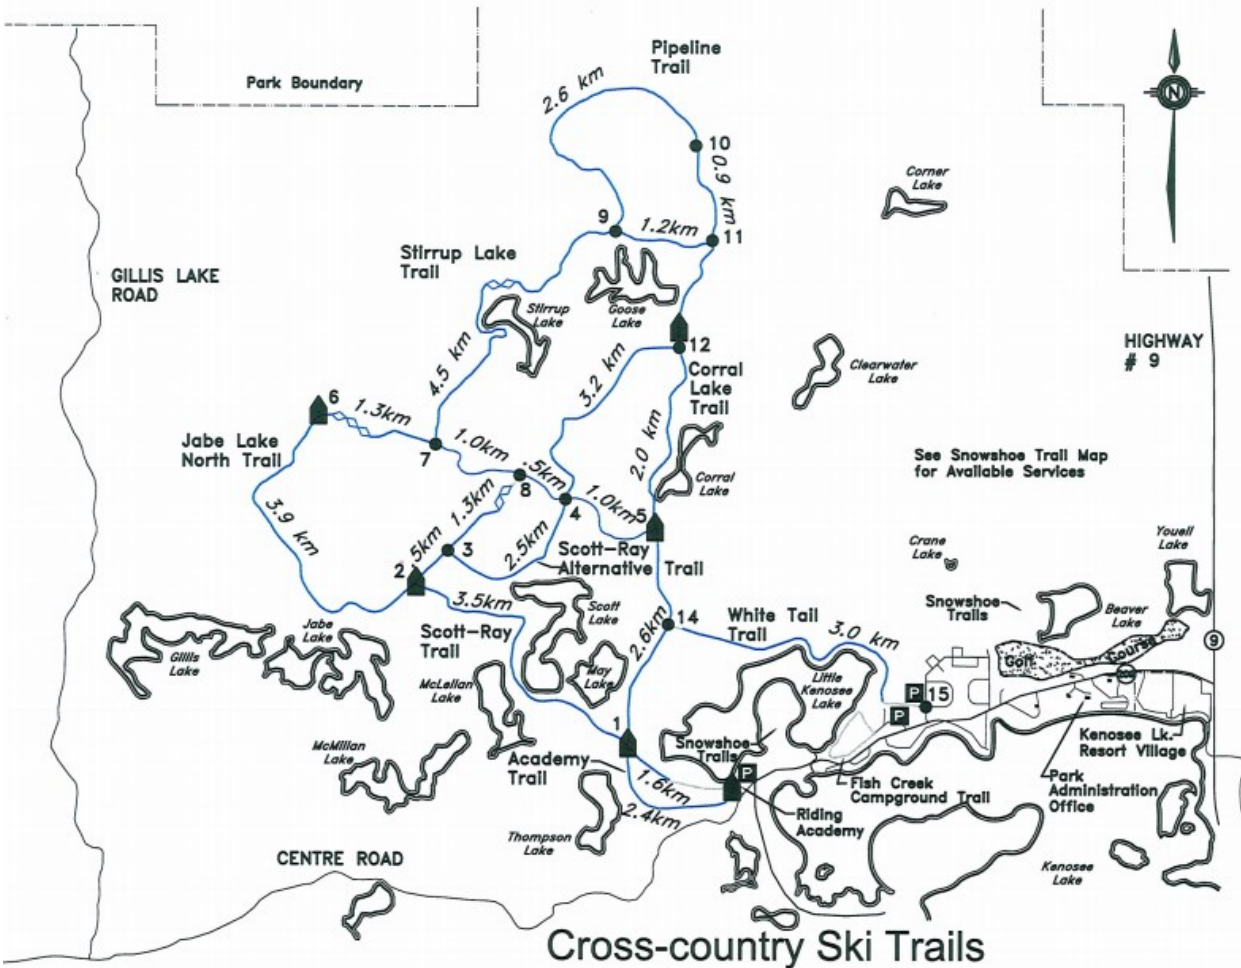 Pipeline
Trail
Park Boundary
2.6 km
N
10
0.9 km
Corner
Lake
9
1.2km
11
Stirrup Lake
Trail
GILLIS LAKE
ROAD
Stirrup
Lake
Goose
Lake
HIGHWAY
# 9
12
4.5 km
3.2 km
Corral
Lake
Trail
Clearwater
Lake
6
1.3km
Jabe Lake
North Trail
7
1.0km
2.0 km
See Snowshoe Trail Map
for Available Services
8
.5km
Corral
Lake
3.9 km
1.3km
4
1.0km
5
Youell
Lake
Crane
Lake
.5km
3
2.5km
Scott-Ray
Alternative Trail
2
3.5km
Snowshoe
Trails
Beaver
Lake
Scott
Lake
14
White Tail
Trail
3.0 km
9
Jabe
Lake
Scott-Ray
Trail
2.6km
Gillis
Lake
Golf
Course
May
Lake
Little
Kenosee
Lake
209
McLellan
Lake
P
15
P
1
Snowshoe
Trails
Kenosee Lk.
Resort Village
McMillan
Lake
Academy
Trail
P
1.6km
Fish Creek
Campground Trail
Park
Administration
Office
2.4km
Riding
Academy
Thompson
Lake
CENTRE ROAD
Kenosee
Lake
Cross-country Ski Trails